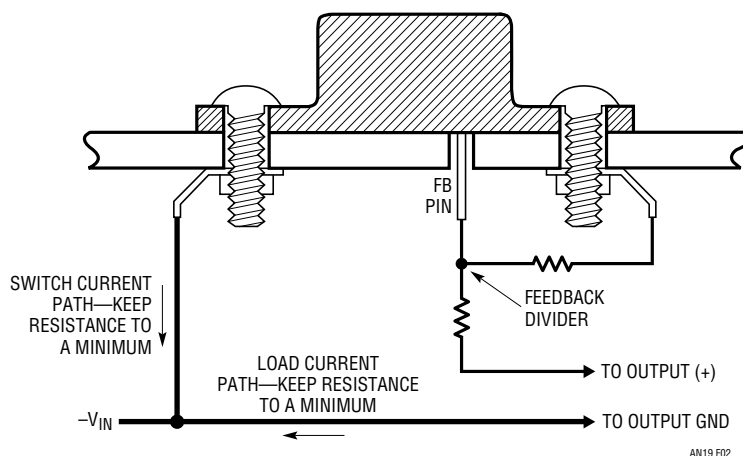 FB
PIN
SWITCH CURRENT
PATH—KEEP
RESISTANCE TO
A MINIMUM
FEEDBACK
DIVIDER
LOAD CURRENT
PATH—KEEP RESISTANCE
TO A MINIMUM
TO OUTPUT (+)
–VIN
TO OUTPUT GND
AN19 F02